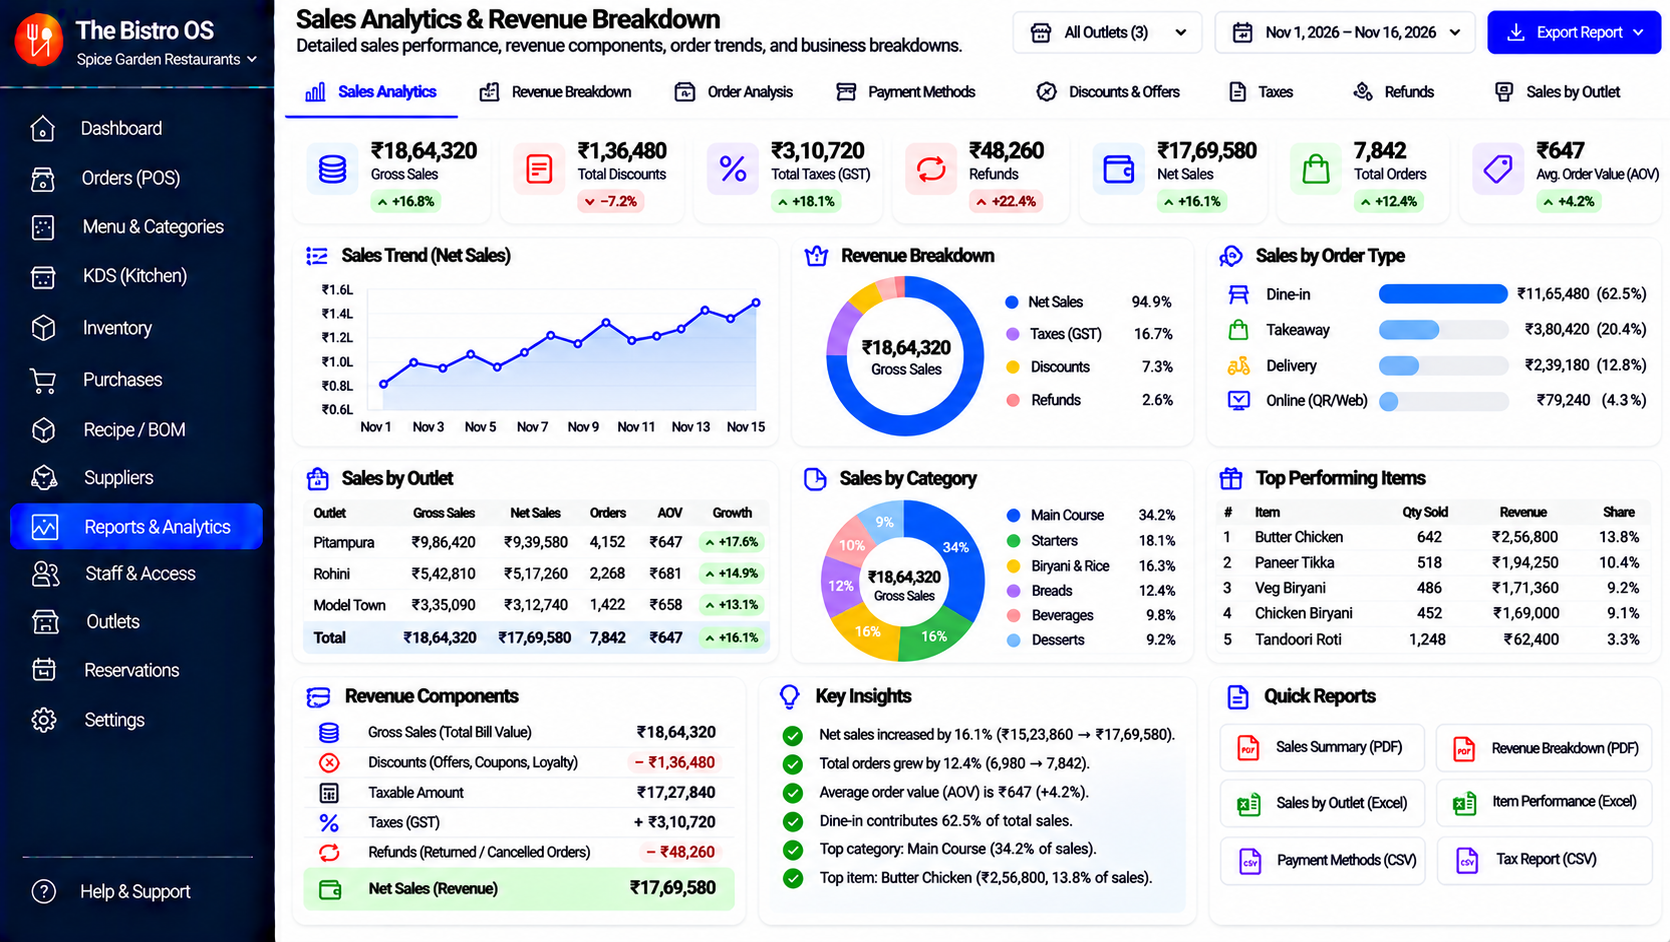 The Bistro OS
Spice Garden Restaurants
Dashboard
Orders (POS)
Menu & Categories
KDS (Kitchen)
Inventory
Purchases
Recipe / BOM
Suppliers
Reports & Analytics
Staff & Access
Outlets
Reservations
Settings
Help & Support
Sales Analytics & Revenue Breakdown
Detailed sales performance, revenue components, order trends, and business breakdowns.
All Outlets (3)
Nov 1, 2026 – Nov 16, 2026
Export Report
Sales Analytics
Revenue Breakdown
Order Analysis
Payment Methods
Discounts & Offers
Taxes
Refunds
Sales by Outlet
₹18,64,320
Gross Sales
+16.8%
₹1,36,480
Total Discounts
−7.2%
₹3,10,720
Total Taxes (GST)
+18.1%
₹48,260
Refunds
+22.4%
₹17,69,580
Net Sales
+16.1%
7,842
Total Orders
+12.4%
₹647
Avg. Order Value (AOV)
+4.2%
Sales Trend (Net Sales)
₹1.6L
₹1.4L
₹1.2L
₹1.0L
₹0.8L
₹0.6L
Nov 1 Nov 3 Nov 5 Nov 7 Nov 9 Nov 11 Nov 13 Nov 15
Revenue Breakdown
₹18,64,320
Gross Sales
Net Sales 94.9%
Taxes (GST) 16.7%
Discounts 7.3%
Refunds 2.6%
Sales by Order Type
Dine-in ₹11,65,480 (62.5%)
Takeaway ₹3,80,420 (20.4%)
Delivery ₹2,39,180 (12.8%)
Online (QR/Web) ₹79,240 (4.3%)
Sales by Outlet
Outlet Gross Sales Net Sales Orders AOV Growth
Pitampura ₹9,86,420 ₹9,39,580 4,152 ₹647 +17.6%
Rohini ₹5,42,810 ₹5,17,260 2,268 ₹681 +14.9%
Model Town ₹3,35,090 ₹3,12,740 1,422 ₹658 +13.1%
Total ₹18,64,320 ₹17,69,580 7,842 ₹647 +16.1%
Sales by Category
34%
16%
16%
12%
10%
9%
₹18,64,320
Gross Sales
Main Course 34.2%
Starters 18.1%
Biryani & Rice 16.3%
Breads 12.4%
Beverages 9.8%
Desserts 9.2%
Top Performing Items
# Item Qty Sold Revenue Share
1 Butter Chicken 642 ₹2,56,800 13.8%
2 Paneer Tikka 518 ₹1,94,250 10.4%
3 Veg Biryani 486 ₹1,71,360 9.2%
4 Chicken Biryani 452 ₹1,69,000 9.1%
5 Tandoori Roti 1,248 ₹62,400 3.3%
Revenue Components
Gross Sales (Total Bill Value) ₹18,64,320
Discounts (Offers, Coupons, Loyalty) − ₹1,36,480
Taxable Amount ₹17,27,840
Taxes (GST) + ₹3,10,720
Refunds (Returned / Cancelled Orders) − ₹48,260
Net Sales (Revenue) ₹17,69,580
Key Insights
Net sales increased by 16.1% (₹15,23,860 → ₹17,69,580).
Total orders grew by 12.4% (6,980 → 7,842).
Average order value (AOV) is ₹647 (+4.2%).
Dine-in contributes 62.5% of total sales.
Top category: Main Course (34.2% of sales).
Top item: Butter Chicken (₹2,56,800, 13.8% of sales).
Quick Reports
PDF Sales Summary (PDF)
PDF Revenue Breakdown (PDF)
X Sales by Outlet (Excel)
X Item Performance (Excel)
CSV Payment Methods (CSV)
CSV Tax Report (CSV)